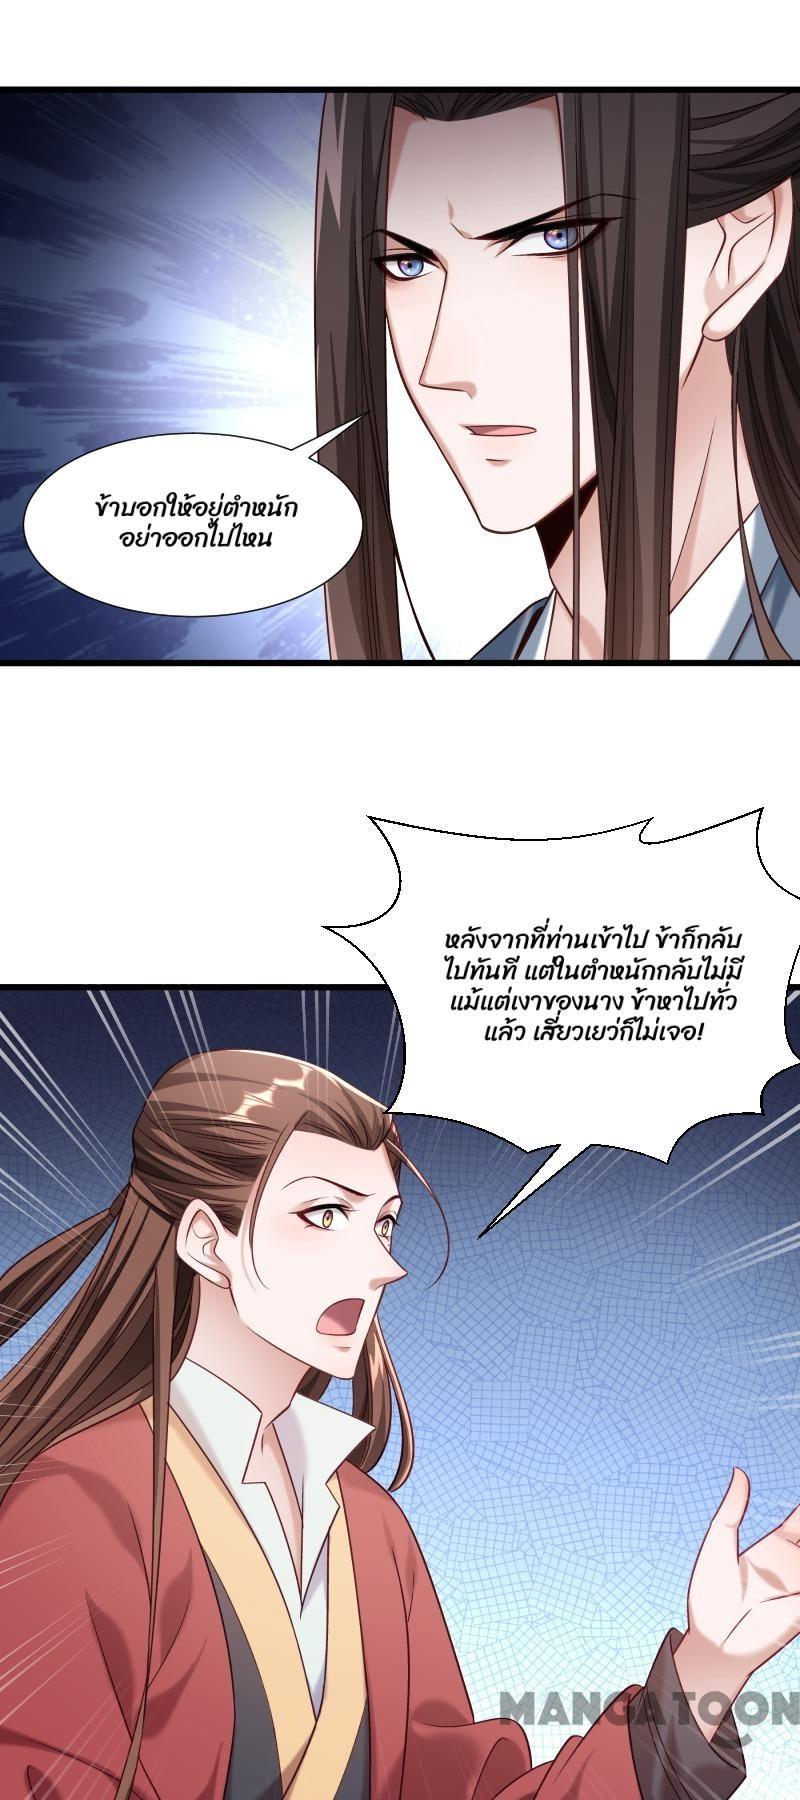 ข้าบอกให้อยู่ตำหนัก
อย่าออกไปไหน
หลังจากที่ท่านเข้าไป ข้าก็กลับ
ไปทันที แต่ในตำหนักกลับไม่มี
แม้แต่เงาของนาง ข้าหาไปทั่ว
แล้ว เสี่ยวเยว่ก็ไม่เจอ!
MANGATOON